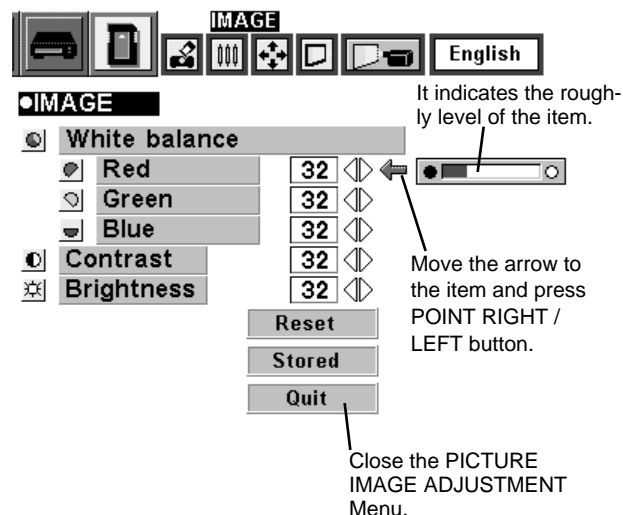 IMAGE
English
●IMAGE
It indicates the rough-
ly level of the item.
White balance
Red 32
Green 32
Blue 32
Contrast 32
Brightness 32
Move the arrow to
the item and press
POINT RIGHT /
LEFT button.
Reset
Stored
Quit
Close the PICTURE
IMAGE ADJUSTMENT
Menu.